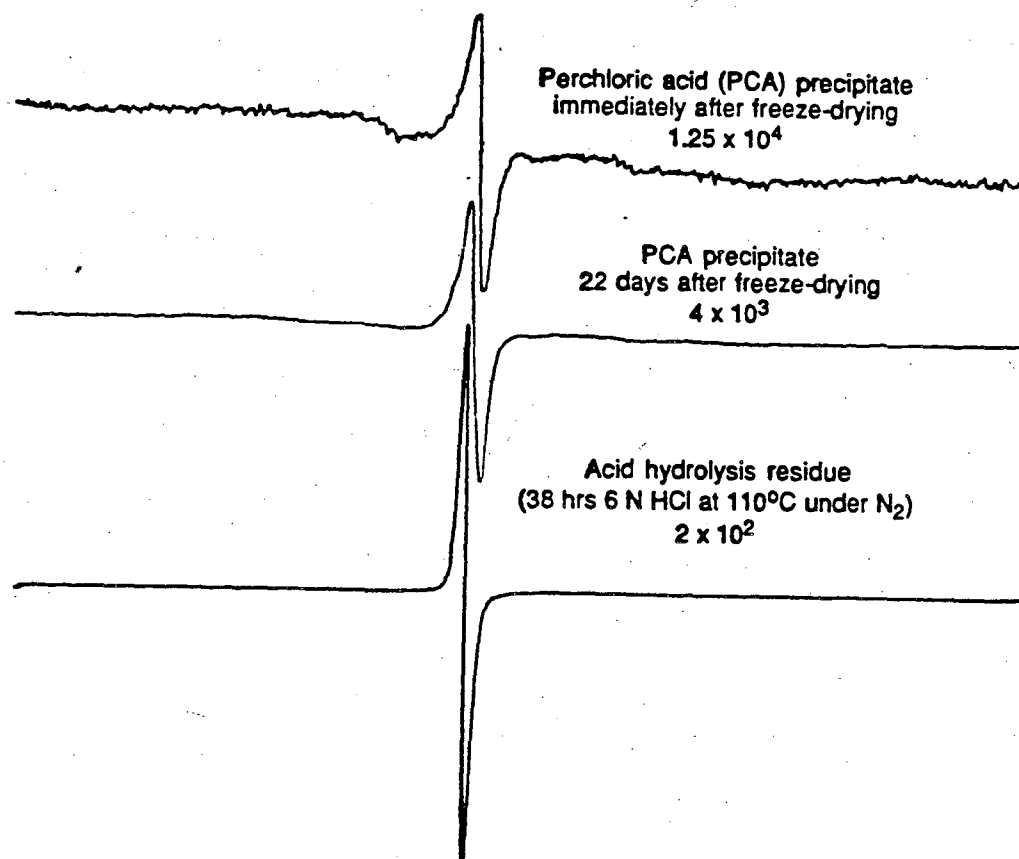 Perchloric acid (PCA) precipitate
immediately after freeze-drying
1.25 x 10⁴
PCA precipitate
22 days after freeze-drying
4 x 10³
Acid hydrolysis residue
(38 hrs 6 N HCl at 110ºC under N₂)
2 x 10²